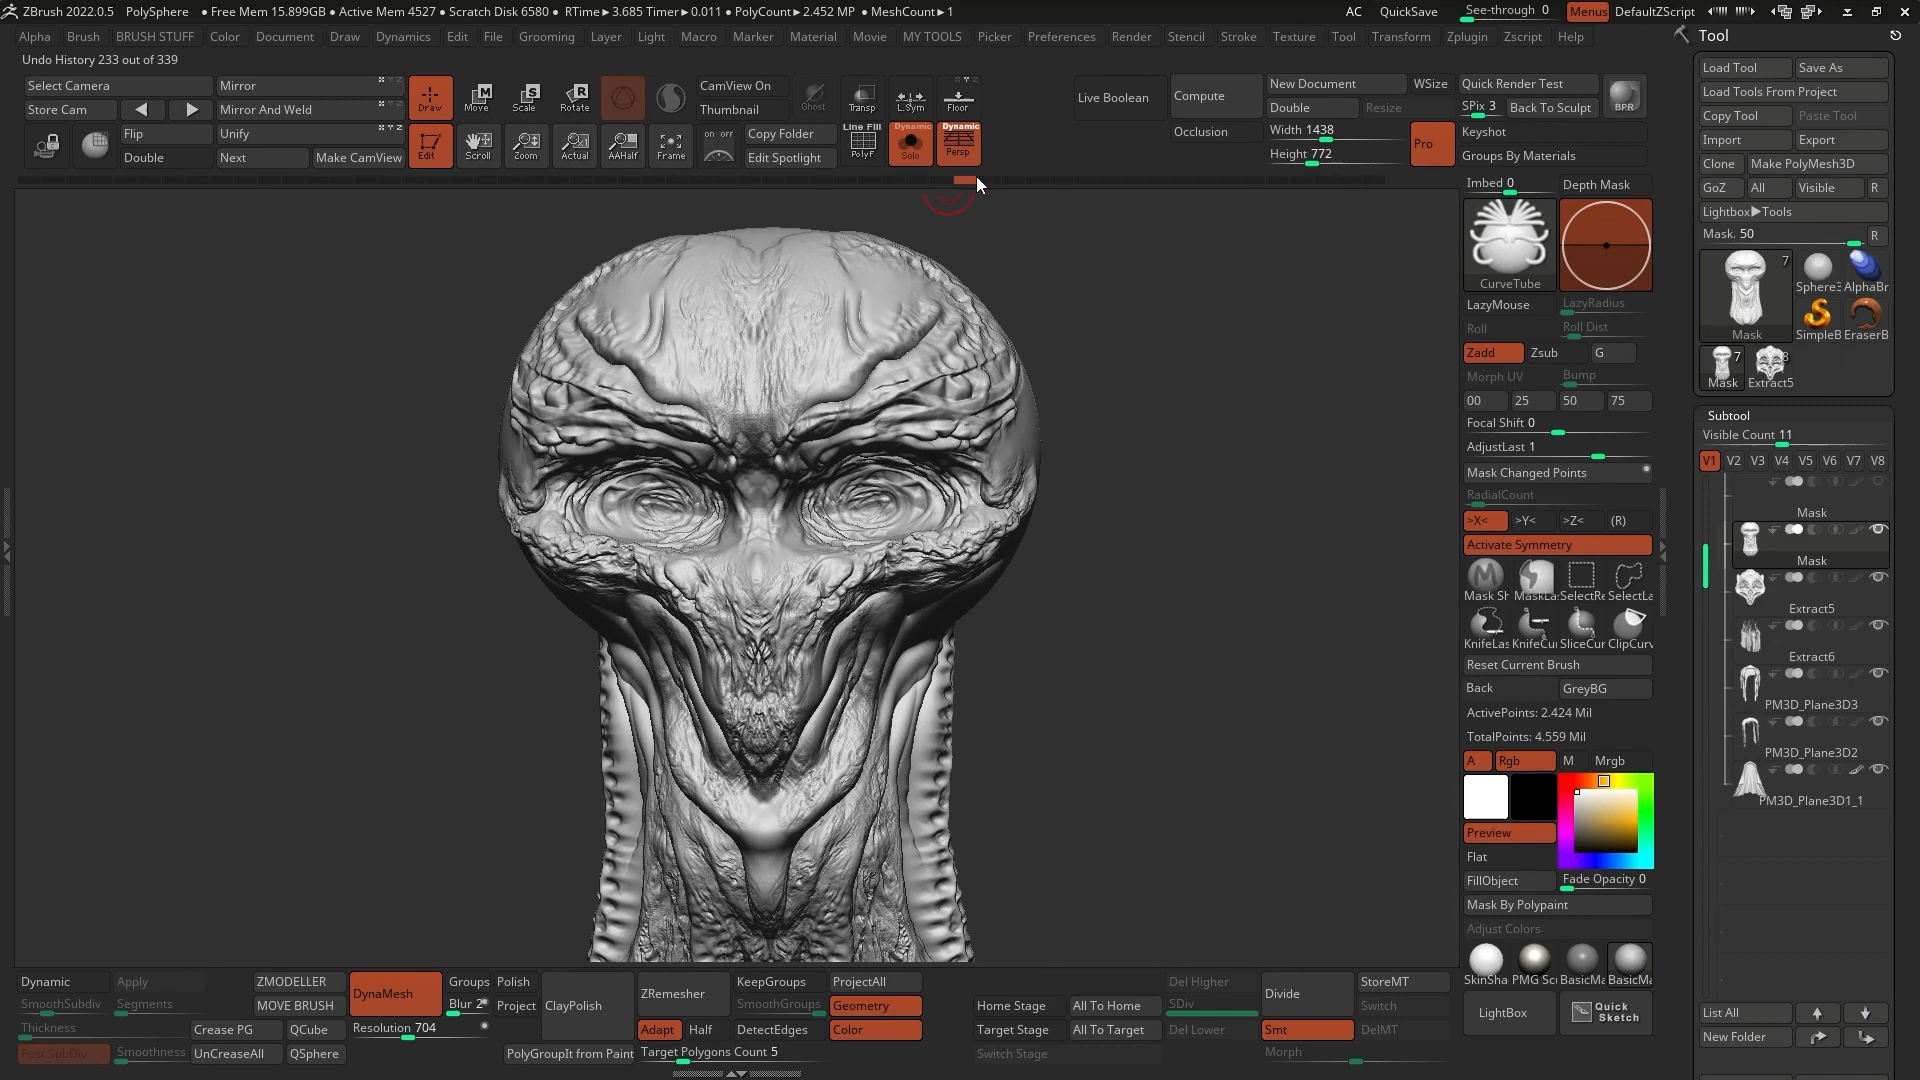 ZBrush 2022.0.5 PolySphere ● Free Mem 15.899GB ● Active Mem 4527 ● Scratch Disk 6580 ● RTime►3.685 Timer►0.011 ● PolyCount►2.452 MP ● MeshCount►1 AC QuickSave See-through 0 Menus DefaultZScript
Alpha Brush BRUSH STUFF Color Document Draw Dynamics Edit File Grooming Layer Light Macro Marker Material Movie MY TOOLS Picker Preferences Render Stencil Stroke Texture Tool Transform Zplugin Zscript Help
Undo History 233 out of 339
Select Camera Mirror
Store Cam Mirror And Weld
Flip Unify
Double Next Make CamView
Draw Move Scale Rotate
Edit Scroll Zoom Actual AAHalf Frame
CamView On
Thumbnail
ON OFF Copy Folder
Edit Spotlight
Ghost Transp L.Sym Floor
Line Fill Dynamic Dynamic
PolyF Solo Persp
Live Boolean
Compute
Occlusion
New Document WSize
Double Resize
Width 1438
Height 772
Pro
Quick Render Test
SPix 3 Back To Sculpt
BPR
Keyshot
Groups By Materials
Imbed 0 Depth Mask
CurveTube
LazyMouse LazyRadius
Roll Roll Dist
Zadd Zsub G
Morph UV Bump
00 25 50 75
Focal Shift 0
AdjustLast 1
Mask Changed Points
RadialCount
>X< >Y< >Z< (R)
Activate Symmetry
M
Mask Sh MaskLa SelectRe SelectLa
KnifeLas KnifeCu SliceCur ClipCurv
Reset Current Brush
Back GreyBG
ActivePoints: 2.424 Mil
TotalPoints: 4.559 Mil
A Rgb M Mrgb
Preview
Flat
FillObject Fade Opacity 0
Mask By Polypaint
Adjust Colors
SkinSha PMG Sc BasicMa BasicMa
LightBox Quick Sketch
Tool
Load Tool Save As
Load Tools From Project
Copy Tool Paste Tool
Import Export
Clone Make PolyMesh3D
GoZ All Visible R
Lightbox►Tools
Mask. 50 R
7
Mask
Sphere3 AlphaBr
SimpleB EraserB
7 8
Mask Extract5
Subtool
Visible Count 11
V1 V2 V3 V4 V5 V6 V7 V8
Mask
Mask
Extract5
Extract6
PM3D_Plane3D3
PM3D_Plane3D2
PM3D_Plane3D1_1
List All
New Folder
Dynamic Apply
SmoothSubdiv Segments
Thickness
Post SubDiv Smoothness
ZMODELLER
MOVE BRUSH
Crease PG QCube
UnCreaseAll QSphere
DynaMesh
Groups Polish
Blur 2 Project
Resolution 704
ClayPolish
PolyGroupIt from Paint
ZRemesher
Adapt Half
Target Polygons Count 5
KeepGroups
SmoothGroups
DetectEdges
ProjectAll
Geometry
Color
Home Stage All To Home
Target Stage All To Target
Switch Stage
Del Higher
SDiv
Del Lower
Divide
Smt
Morph
StoreMT
Switch
DelMT